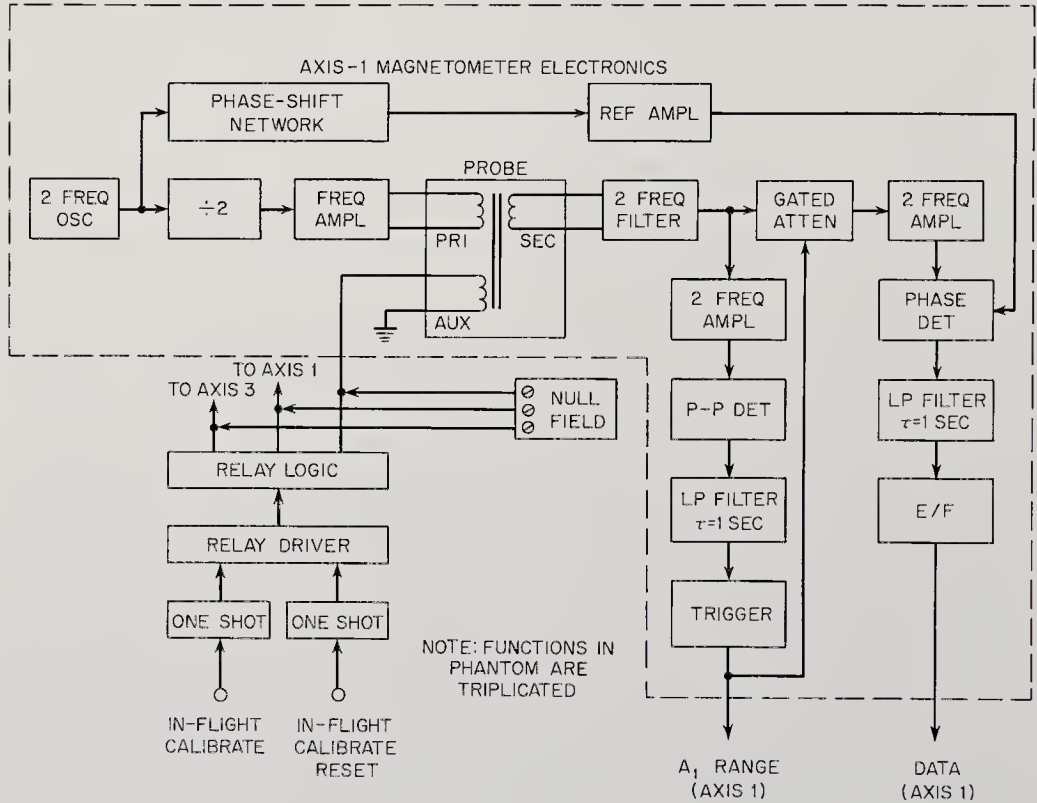 AXIS-1 MAGNETOMETER ELECTRONICS
PHASE-SHIFT
NETWORK
REF AMPL
PROBE
2 FREQ
OSC
÷2
FREQ
AMPL
PRI
SEC
AUX
2 FREQ
FILTER
GATED
ATTEN
2 FREQ
AMPL
2 FREQ
AMPL
PHASE
DET
TO AXIS 1
TO AXIS 3
NULL
FIELD
P-P DET
LP FILTER
τ=1 SEC
RELAY LOGIC
LP FILTER
τ=1 SEC
E/F
RELAY DRIVER
TRIGGER
ONE SHOT
ONE SHOT
NOTE: FUNCTIONS IN
PHANTOM ARE
TRIPLICATED
IN-FLIGHT
CALIBRATE
IN-FLIGHT
CALIBRATE
RESET
A₁ RANGE
(AXIS 1)
DATA
(AXIS 1)